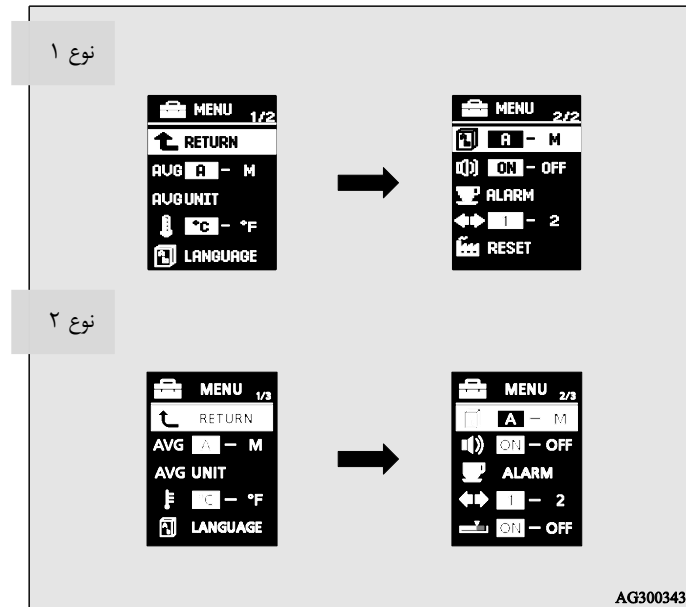 نوع ۱
MENU 1/2
RETURN
AVG A - M
AVG UNIT
°C - °F
LANGUAGE
MENU 2/2
A - M
ON - OFF
ALARM
1 - 2
RESET
نوع ۲
MENU 1/3
RETURN
AVG A - M
AVG UNIT
°C - °F
LANGUAGE
MENU 2/3
A - M
ON - OFF
ALARM
1 - 2
ON - OFF
AG300343